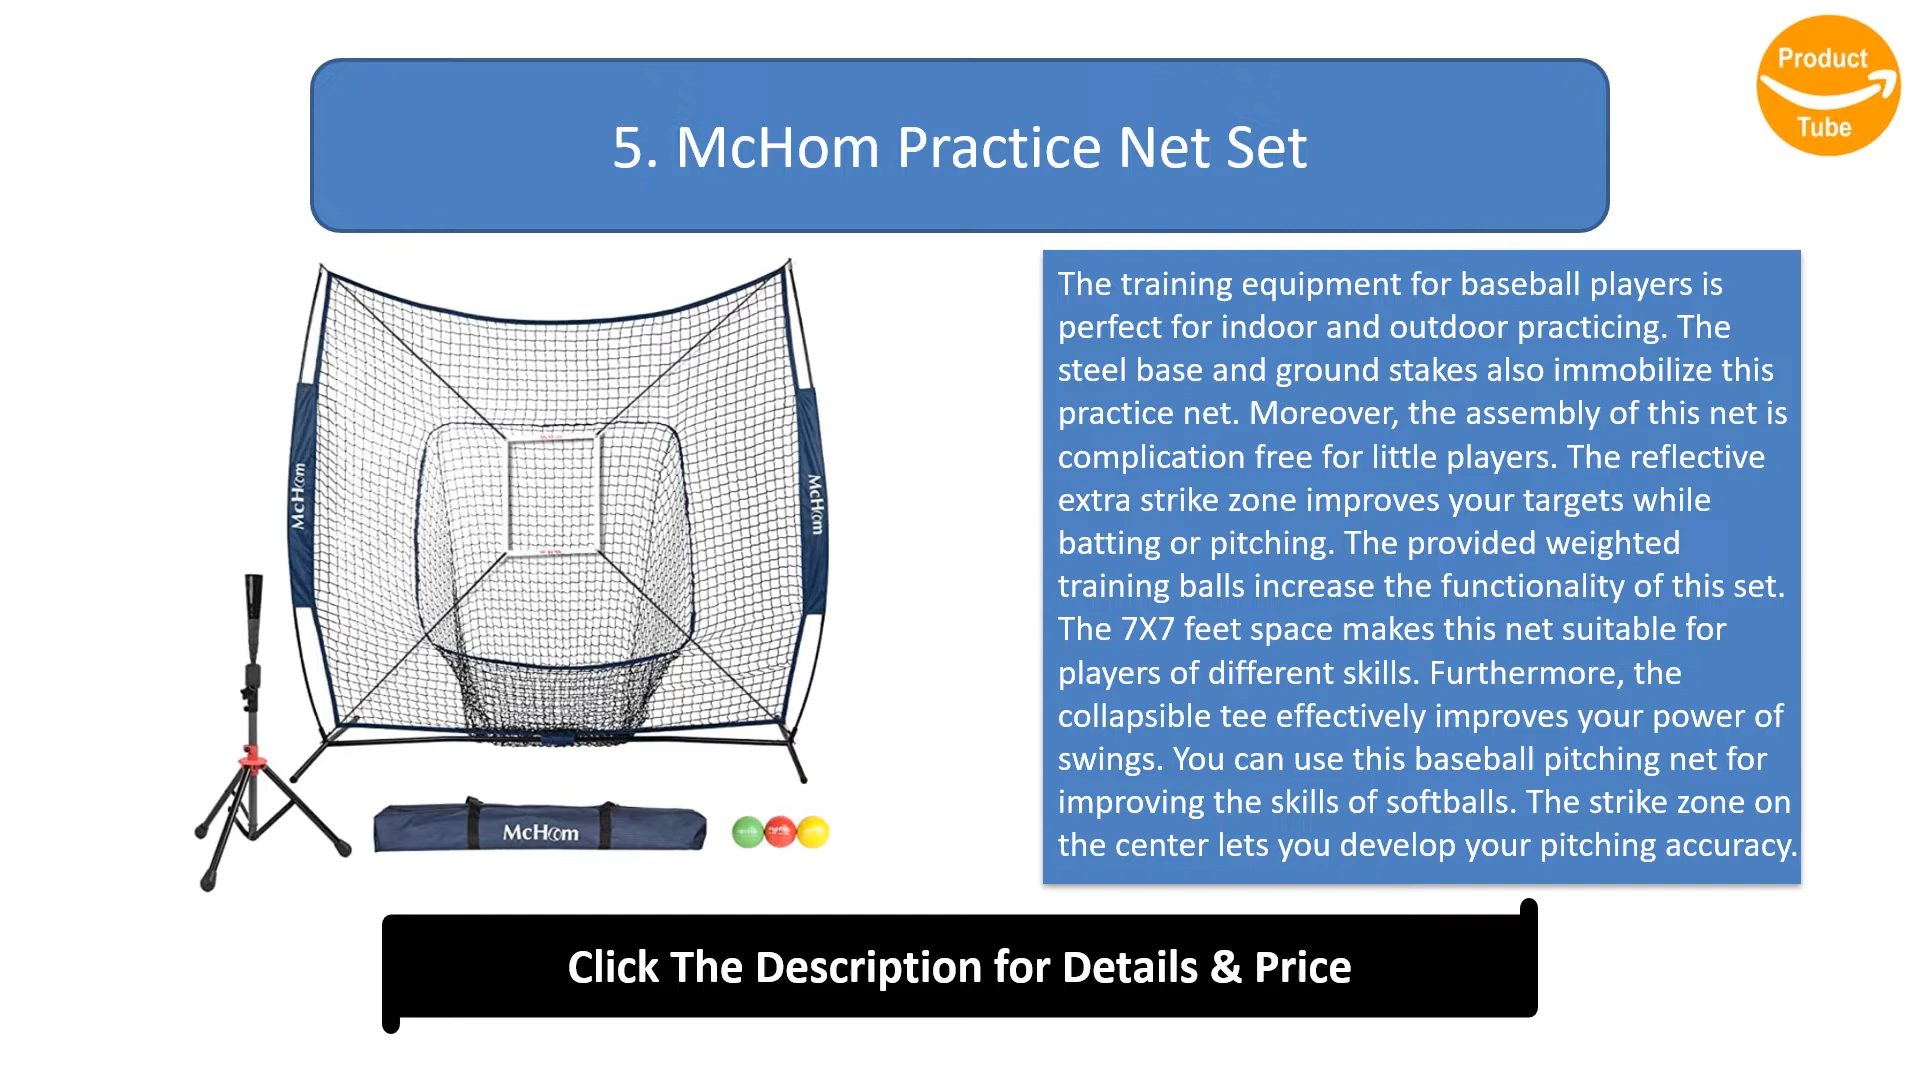 Product
Tube
5. McHom Practice Net Set
The training equipment for baseball players is
perfect for indoor and outdoor practicing. The
steel base and ground stakes also immobilize this
practice net. Moreover, the assembly of this net is
complication free for little players. The reflective
extra strike zone improves your targets while
batting or pitching. The provided weighted
training balls increase the functionality of this set.
The 7X7 feet space makes this net suitable for
players of different skills. Furthermore, the
collapsible tee effectively improves your power of
swings. You can use this baseball pitching net for
improving the skills of softballs. The strike zone on
the center lets you develop your pitching accuracy.
McHom
McHom
McHom
Click The Description for Details & Price